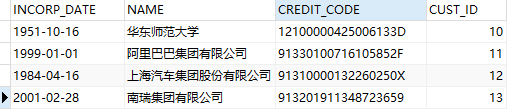 INCORP_DATE NAME CREDIT_CODE CUST_ID
1951-10-16 华东师范大学 12100000425006133D 10
1999-01-01 阿里巴巴集团有限公司 91330100716105852F 11
1984-04-16 上海汽车集团股份有限公司 91310000132260250X 12
2001-02-28 南瑞集团有限公司 913201911348723659 13